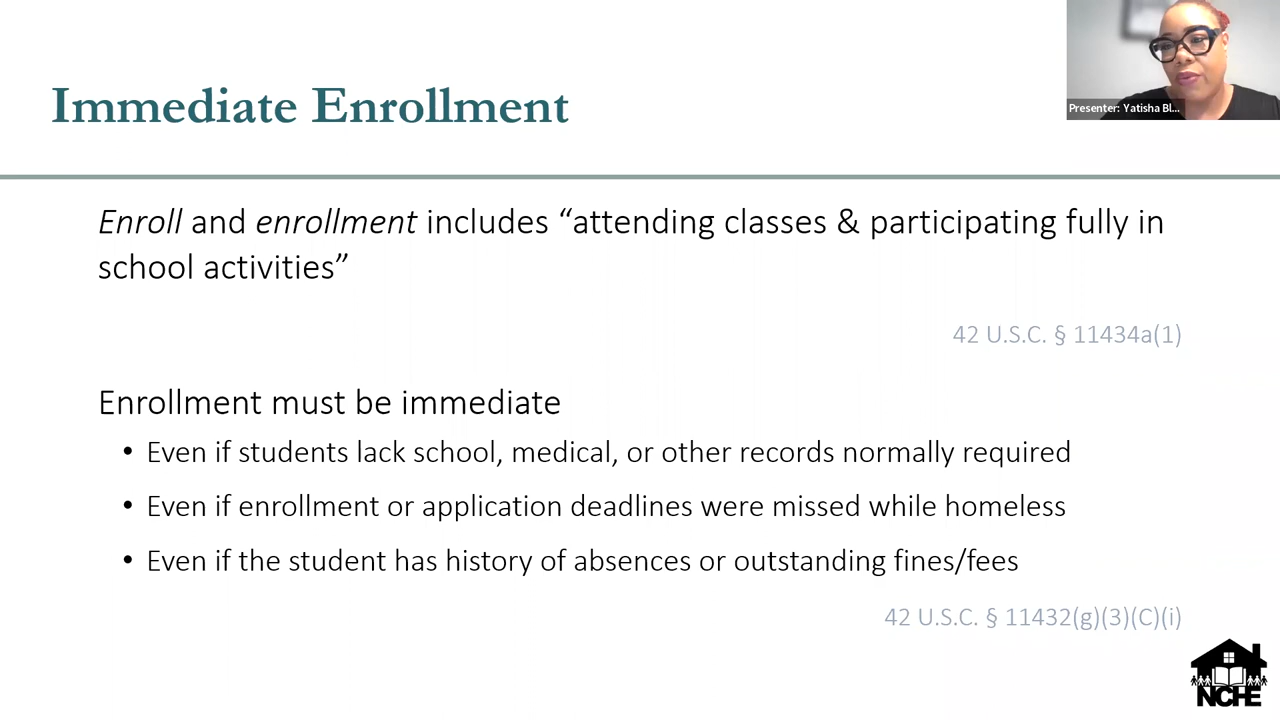 Immediate Enrollment
Presenter: Yatisha Bl...
Enroll and enrollment includes “attending classes & participating fully in
school activities”
42 U.S.C. § 11434a(1)
Enrollment must be immediate
• Even if students lack school, medical, or other records normally required
• Even if enrollment or application deadlines were missed while homeless
• Even if the student has history of absences or outstanding fines/fees
42 U.S.C. § 11432(g)(3)(C)(i)
NCHE